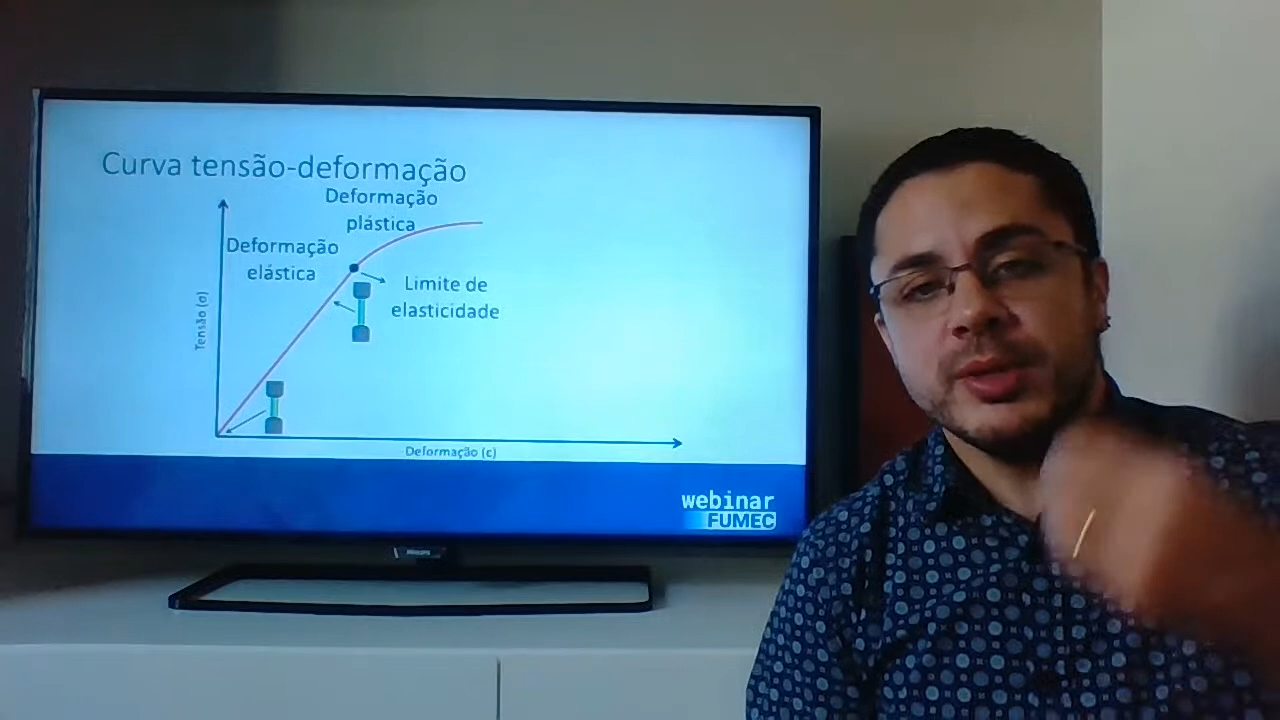 Curva tensão-deformação
Deformação
plástica
Deformação
elástica
Limite de
elasticidade
Tensão (σ)
Deformação (ε)
webinar
FUMEC
PHILIPS